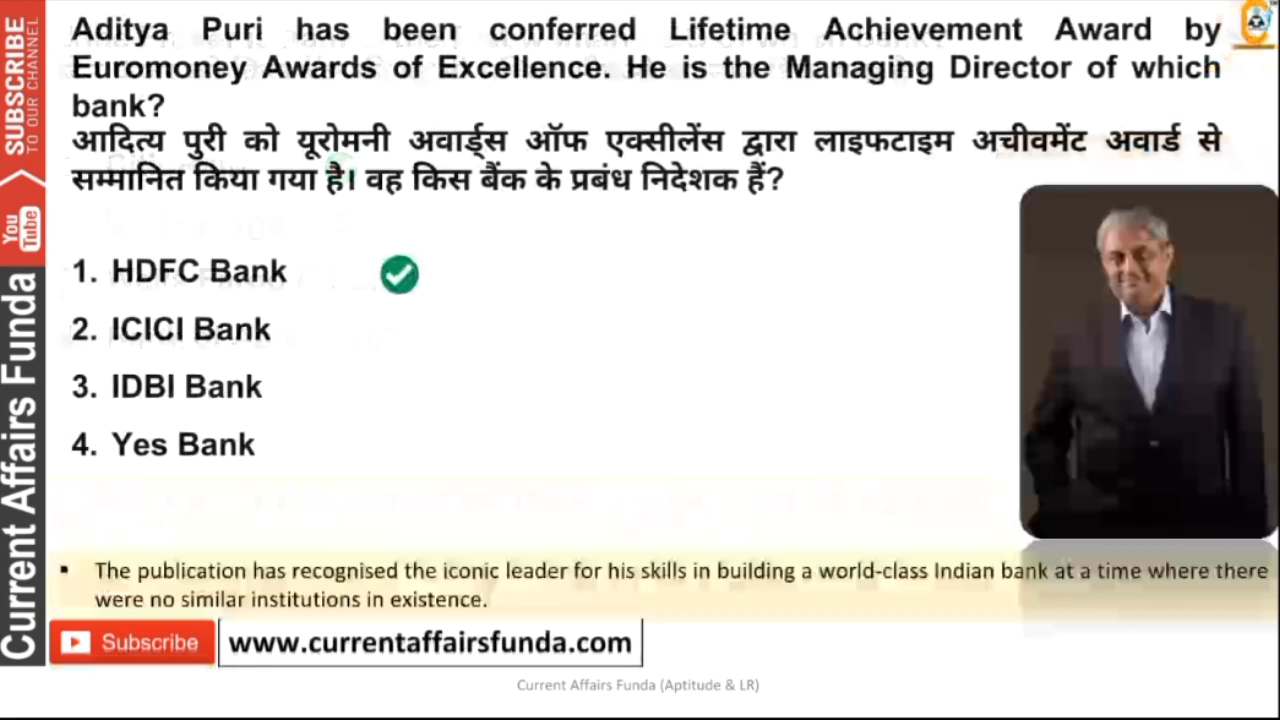 SUBSCRIBE
TO OUR CHANNEL
You
Tube
Current Affairs Funda
Aditya Puri has been conferred Lifetime Achievement Award by
Euromoney Awards of Excellence. He is the Managing Director of which
bank?
आदित्य पुरी को यूरोमनी अवार्ड्स ऑफ एक्सीलेंस द्वारा लाइफटाइम अचीवमेंट अवार्ड से
सम्मानित किया गया है। वह किस बैंक के प्रबंध निदेशक हैं?
1. HDFC Bank
2. ICICI Bank
3. IDBI Bank
4. Yes Bank
▪ The publication has recognised the iconic leader for his skills in building a world-class Indian bank at a time where there
were no similar institutions in existence.
Subscribe
www.currentaffairsfunda.com
Current Affairs Funda (Aptitude & LR)